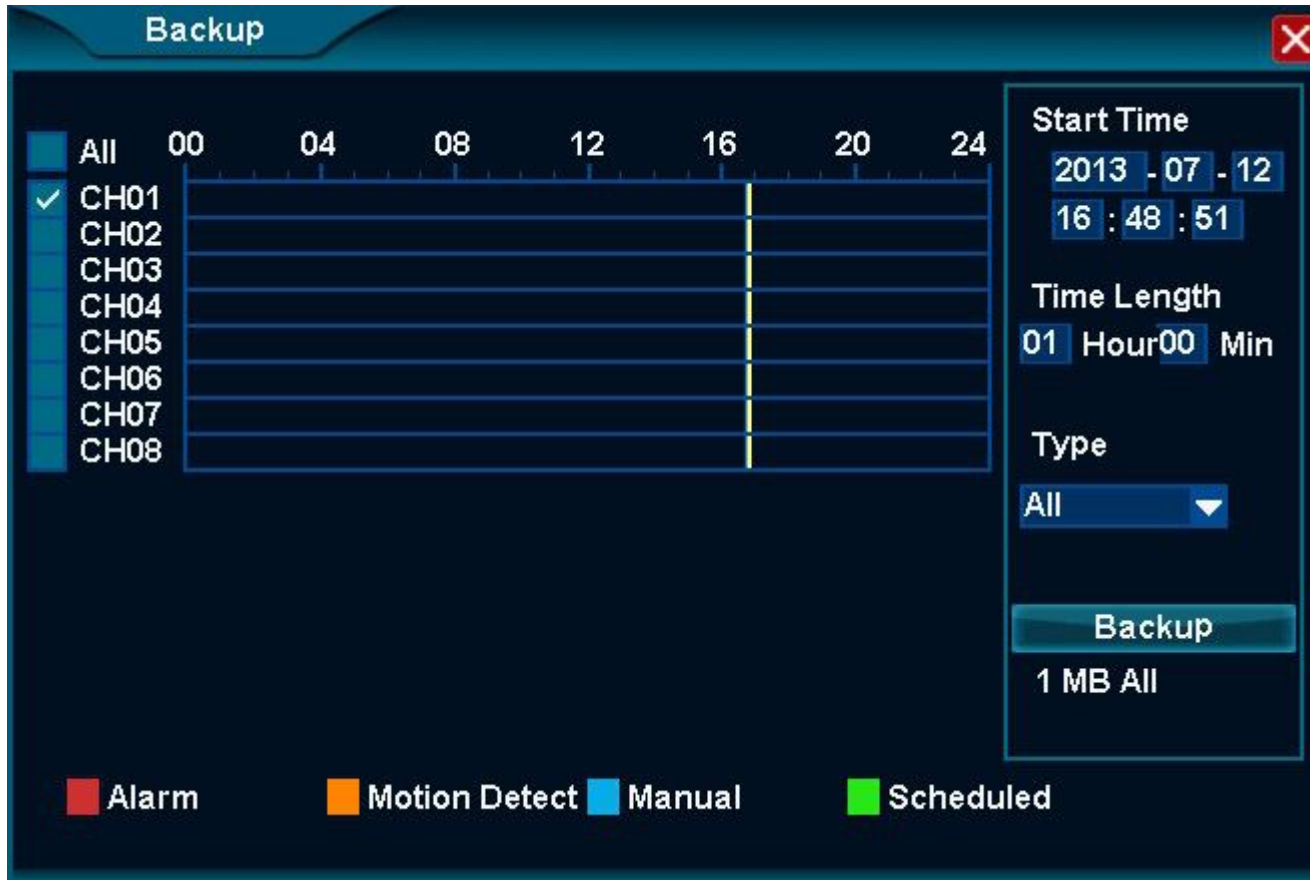 Backup
All 00 04 08 12 16 20 24
CH01
CH02
CH03
CH04
CH05
CH06
CH07
CH08
Start Time
2013 - 07 - 12
16 : 48 : 51
Time Length
01 Hour 00 Min
Type
All
Backup
1 MB All
Alarm Motion Detect Manual Scheduled